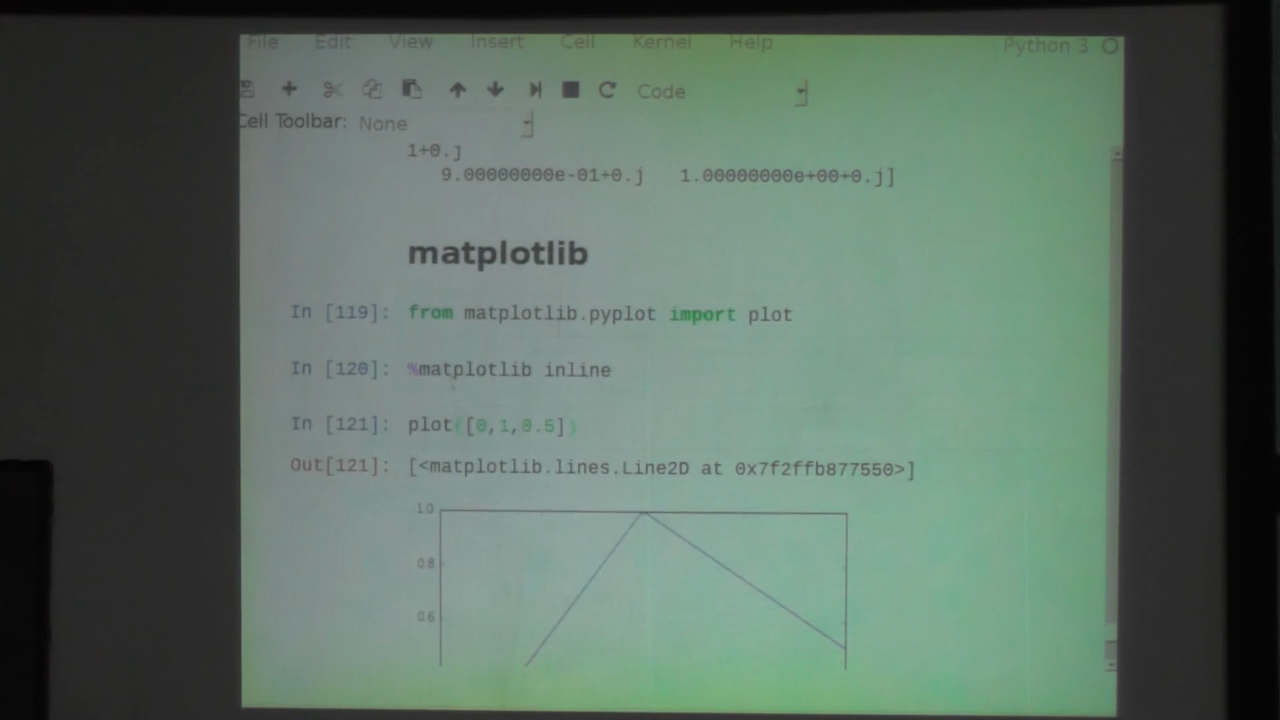 File Edit View Insert Cell Kernel Help Python 3
Code
Cell Toolbar: None
1+0.j
9.00000000e-01+0.j 1.00000000e+00+0.j]
matplotlib
In [119]: from matplotlib.pyplot import plot
In [120]: %matplotlib inline
In [121]: plot([0,1,0.5])
Out[121]: [<matplotlib.lines.Line2D at 0x7f2ffb877550>]
1.0
0.8
0.6